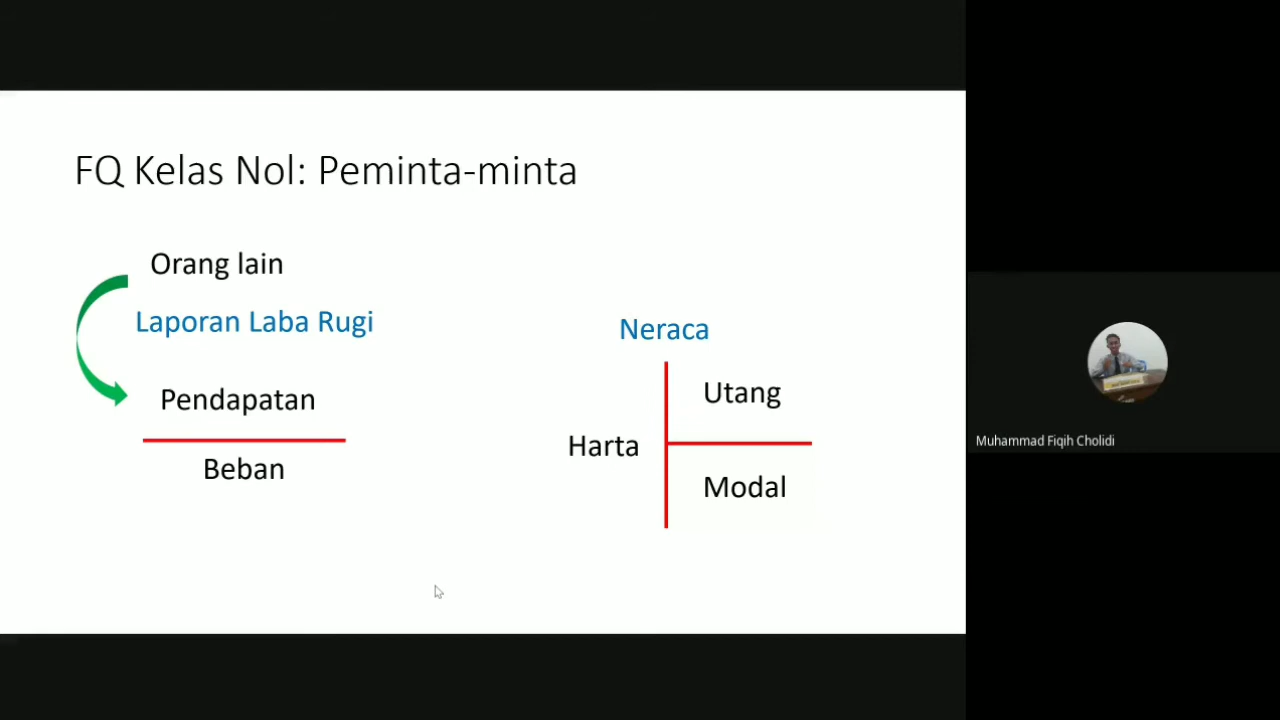 FQ Kelas Nol: Peminta-minta
Orang lain
Laporan Laba Rugi
Pendapatan
Beban
Neraca
Utang
Harta
Modal
Muhammad Fiqih Cholidi